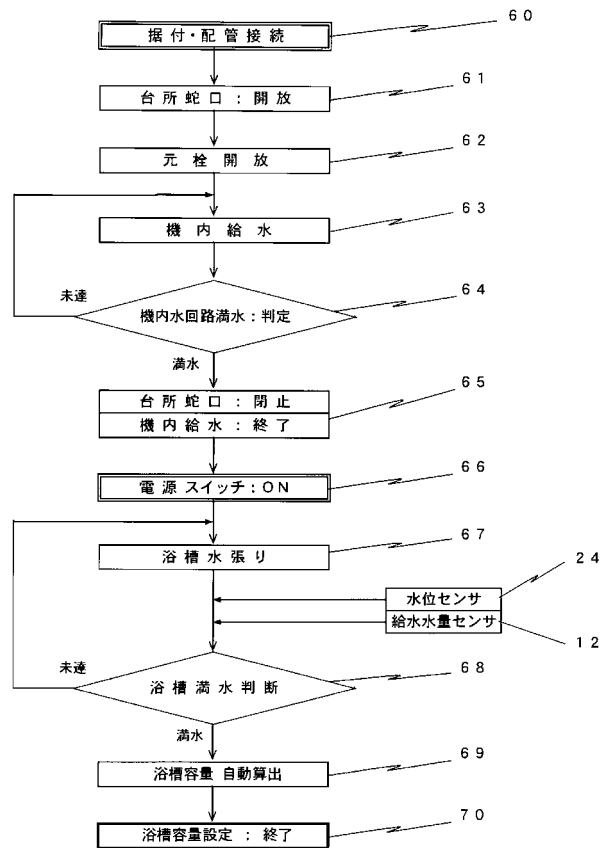 据付・配管接続
60
台所蛇口：開放
61
元栓開放
62
機内給水
63
機内水回路満水：判定
64
未達
満水
台所蛇口：閉止
機内給水：終了
65
電源スイッチ：ON
66
浴槽水張り
67
水位センサ
24
給水水量センサ
12
浴槽満水判断
68
未達
満水
浴槽容量 自動算出
69
浴槽容量設定：終了
70